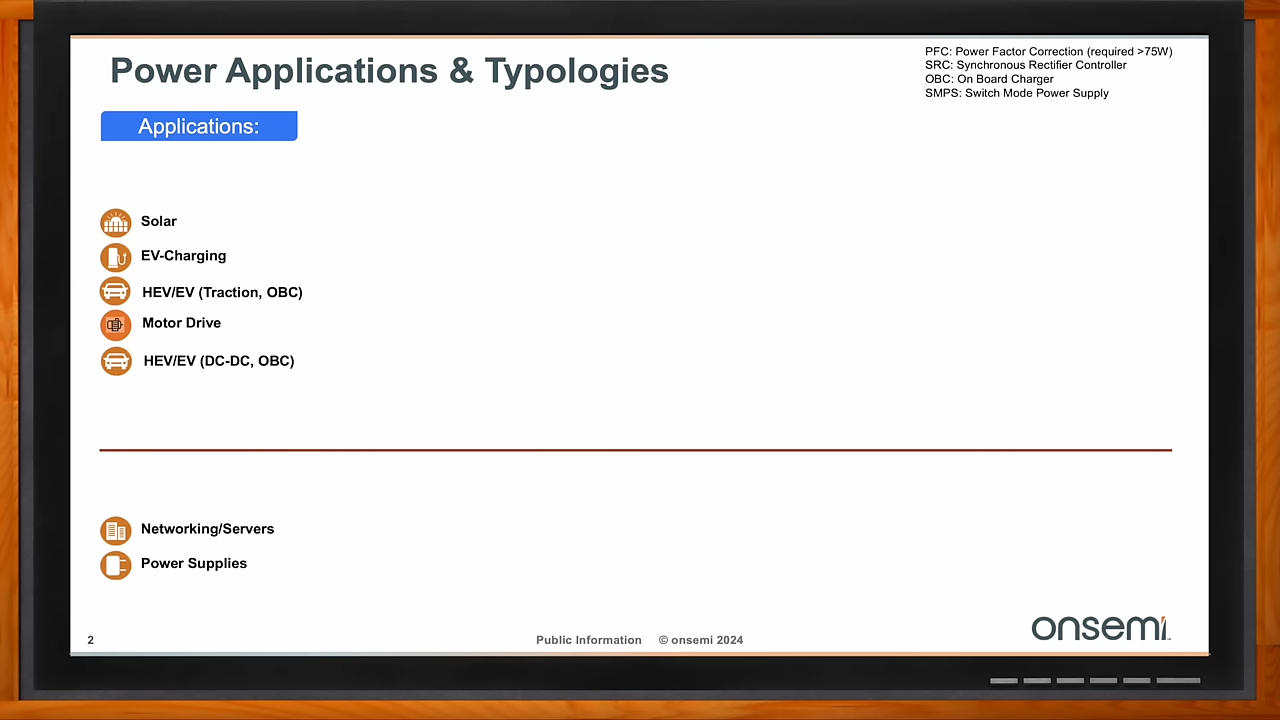 Power Applications & Typologies
PFC: Power Factor Correction (required >75W)
SRC: Synchronous Rectifier Controller
OBC: On Board Charger
SMPS: Switch Mode Power Supply
Applications:
Solar
EV-Charging
HEV/EV (Traction, OBC)
Motor Drive
HEV/EV (DC-DC, OBC)
Networking/Servers
Power Supplies
2
Public Information © onsemi 2024
onsemi